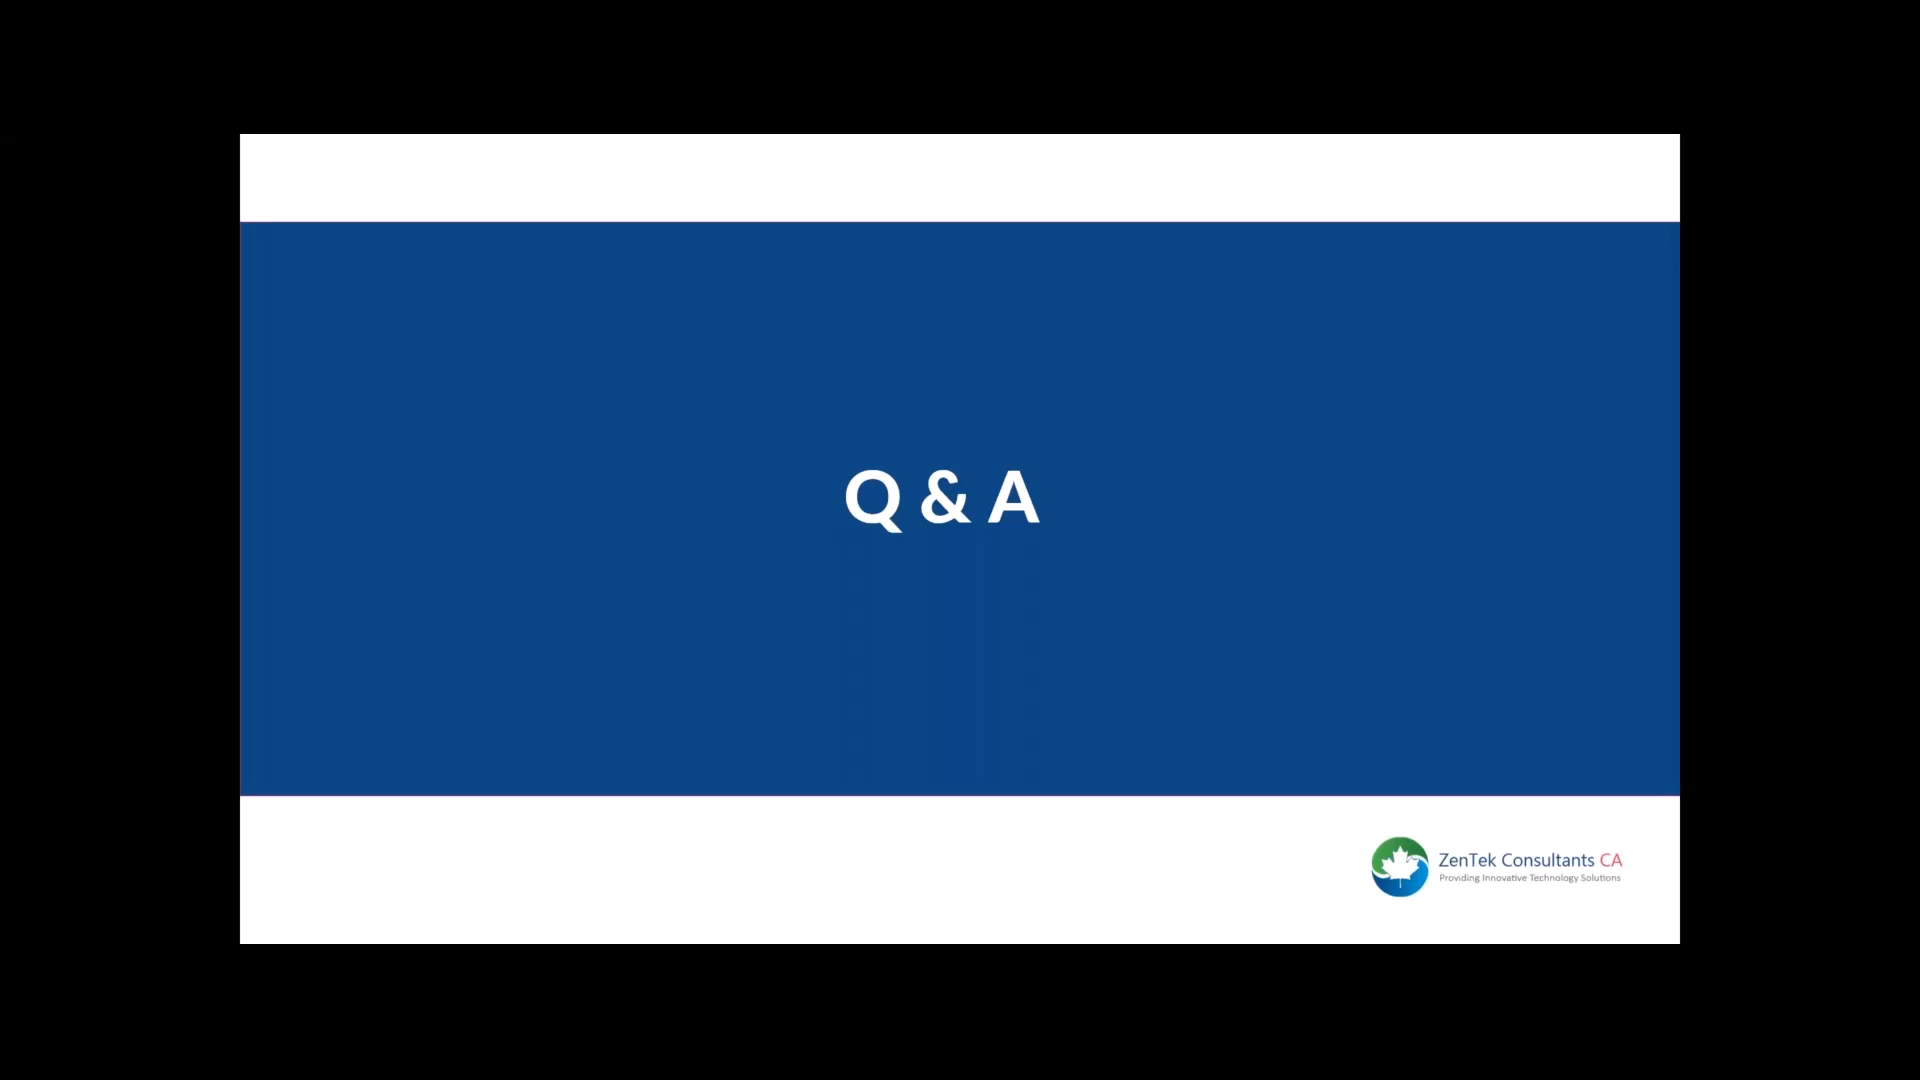 Q & A
ZenTek Consultants CA
Providing Innovative Technology Solutions